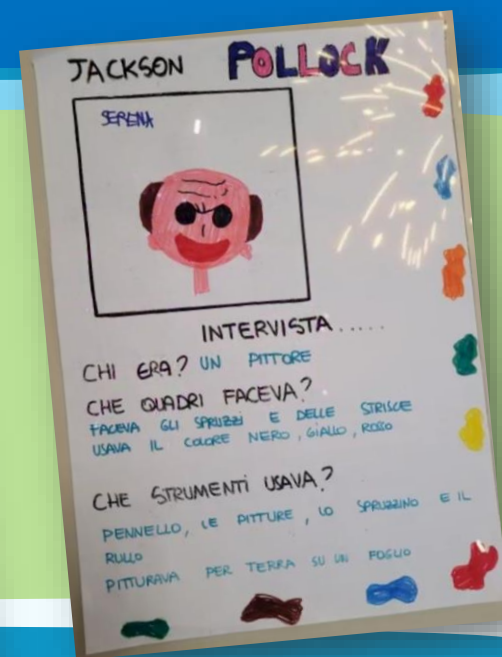 JACKSON POLLOCK
SERENA
INTERVISTA.....
CHI ERA? UN PITTORE
CHE QUADRI FACEVA?
FACEVA GLI SPRUZZI E DELLE STRISCE
USAVA IL COLORE NERO, GIALLO, ROSSO
CHE STRUMENTI USAVA?
PENNELLO, LE PITTURE, LO SPRUZZINO E IL
RULLO
PITTURAVA PER TERRA SU UN FOGLIO